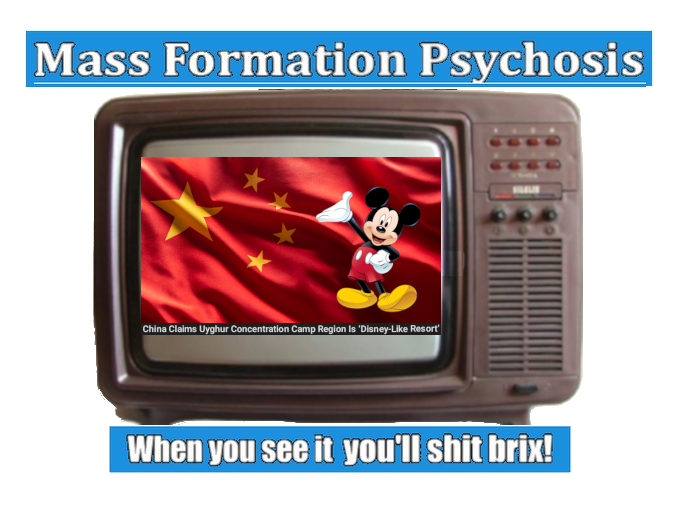 Mass Formation Psychosis
China Claims Uyghur Concentration Camp Region Is 'Disney-Like Resort'
When you see it you'll shit brix!